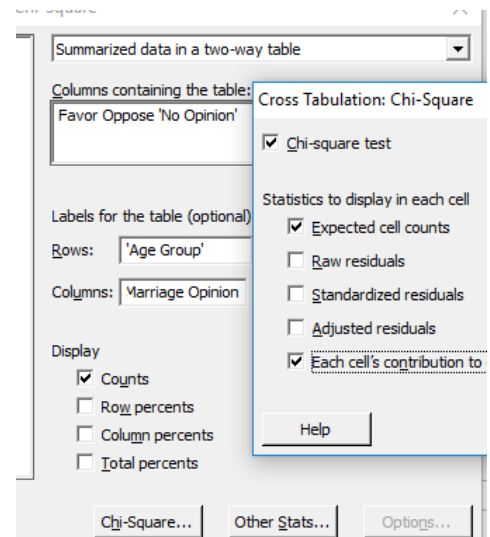 Summarized data in a two-way table
Columns containing the table:
Favor Oppose 'No Opinion'
Labels for the table (optional)
Rows: 'Age Group'
Columns: Marriage Opinion
Display
Counts
Row percents
Column percents
Total percents
Chi-Square... Other Stats... Options...
Cross Tabulation: Chi-Square
Chi-square test
Statistics to display in each cell
Expected cell counts
Raw residuals
Standardized residuals
Adjusted residuals
Each cell's contribution to
Help